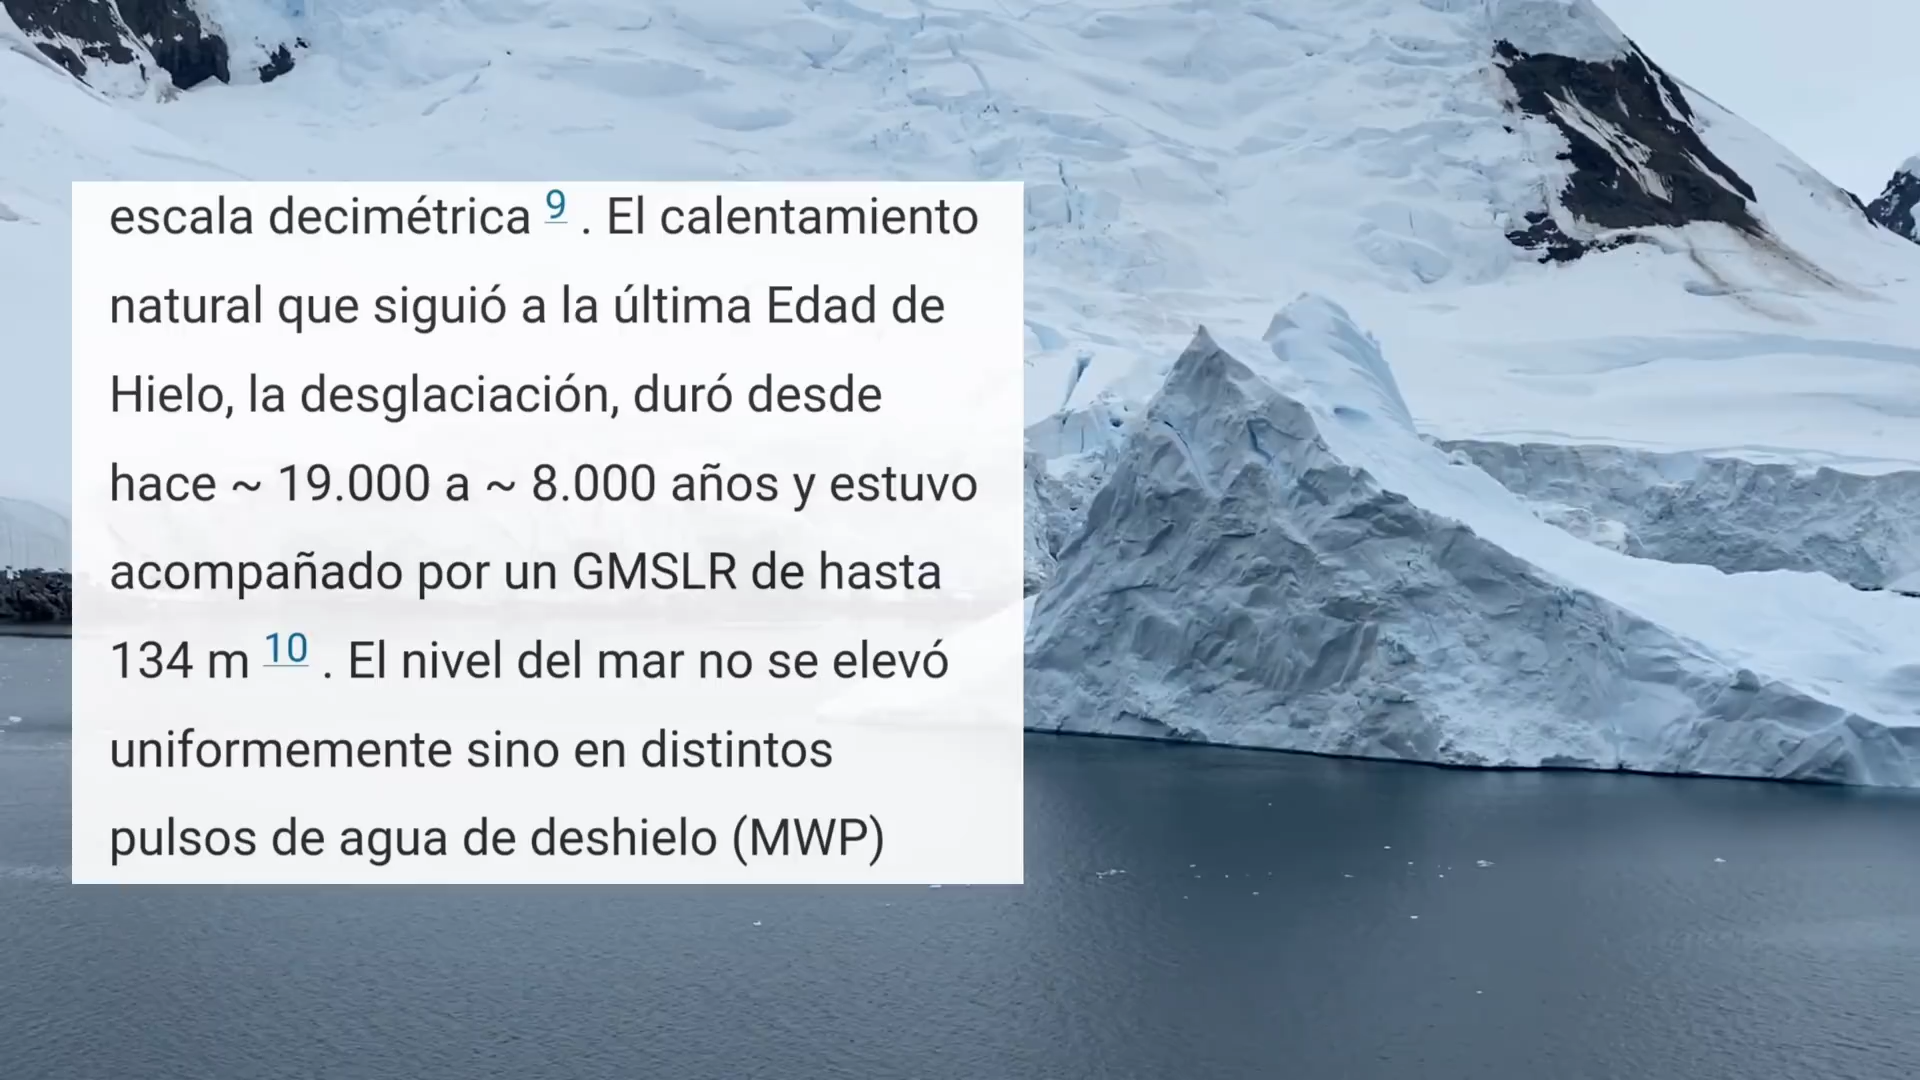 escala decimétrica 9 . El calentamiento
natural que siguió a la última Edad de
Hielo, la desglaciación, duró desde
hace ~ 19.000 a ~ 8.000 años y estuvo
acompañado por un GMSLR de hasta
134 m 10 . El nivel del mar no se elevó
uniformemente sino en distintos
pulsos de agua de deshielo (MWP)